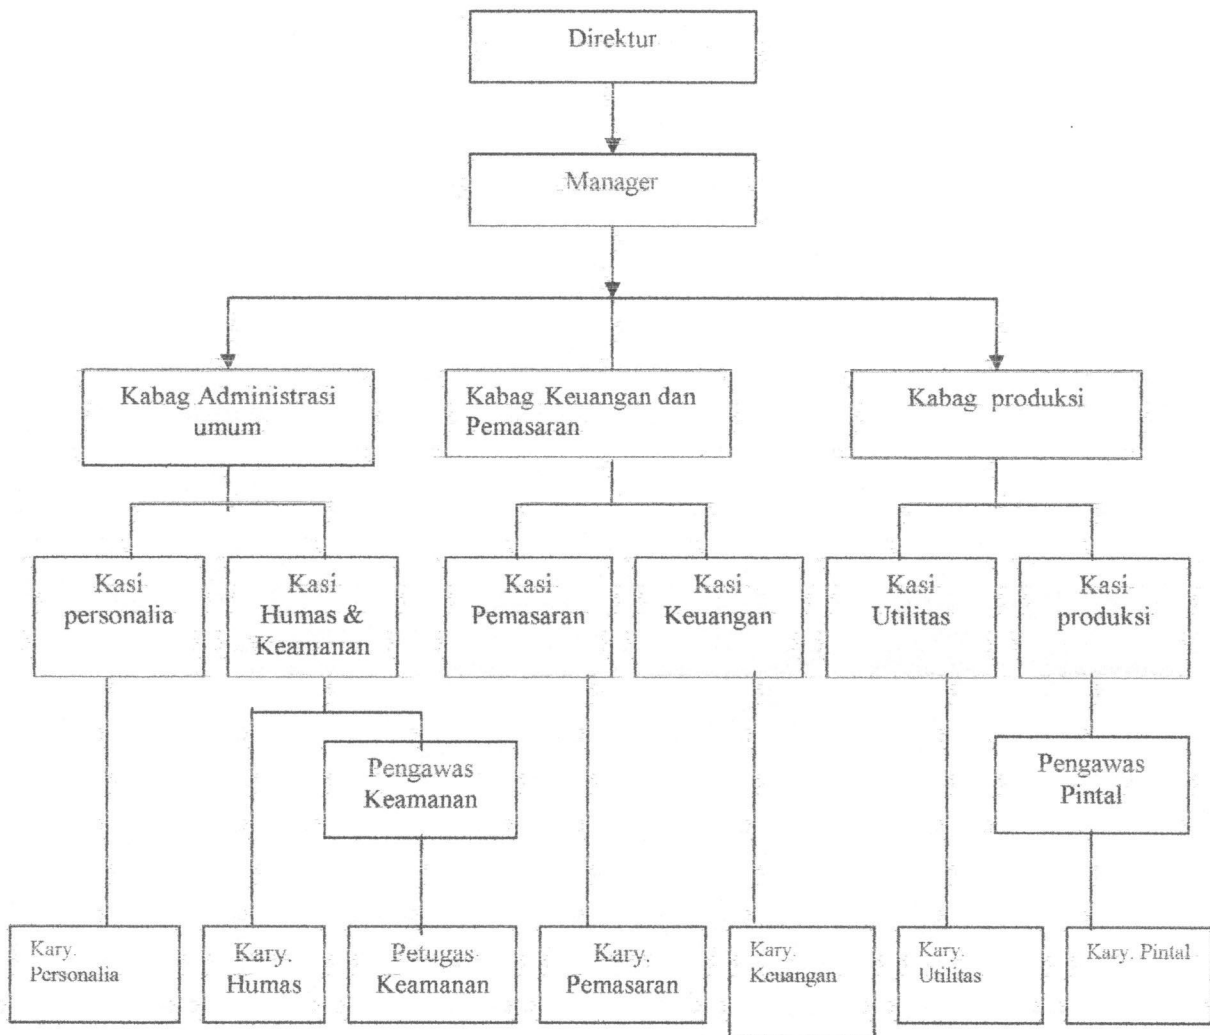 Direktur
Manager
Kabag Administrasi
umum
Kabag Keuangan dan
Pemasaran
Kabag produksi
Kasi
personalia
Kasi
Humas &
Keamanan
Kasi
Pemasaran
Kasi
Keuangan
Kasi
Utilitas
Kasi
produksi
Pengawas
Keamanan
Pengawas
Pintal
Kary.
Personalia
Kary.
Humas
Petugas
Keamanan
Kary.
Pemasaran
Kary.
Keuangan
Kary.
Utilitas
Kary. Pintal